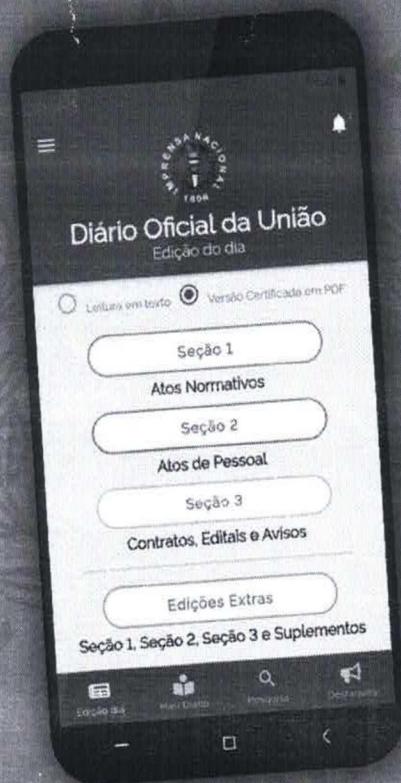 IMPRENSA NACIONAL
1808
Diário Oficial da União
Edição do dia
Leitura em texto Versão Certificada em PDF
Seção 1
Atos Normativos
Seção 2
Atos de Pessoal
Seção 3
Contratos, Editais e Avisos
Edições Extras
Seção 1, Seção 2, Seção 3 e Suplementos
Edição dia Pesquisa Destaques